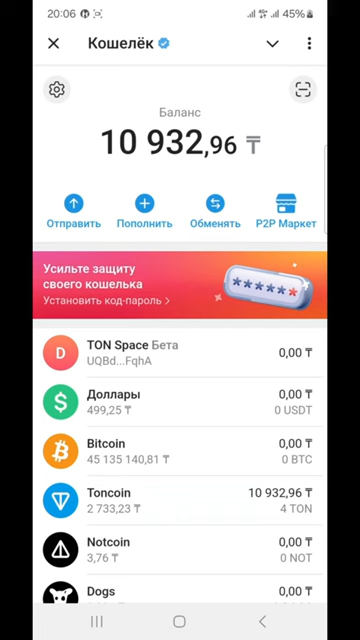 20:06 45%
Кошелёк
Баланс
10 932,96 ₸
Отправить Пополнить Обменять P2P Маркет
Усильте защиту
своего кошелька
Установить код-пароль
******
D TON Space Бета 0,00 ₸
UQBd...FqhA
Доллары 0,00 ₸
499,25 ₸ 0 USDT
Bitcoin 0,00 ₸
45 135 140,81 ₸ 0 BTC
Toncoin 10 932,96 ₸
2 733,23 ₸ 4 TON
Notcoin 0,00 ₸
3,76 ₸ 0 NOT
Dogs 0,00 ₸